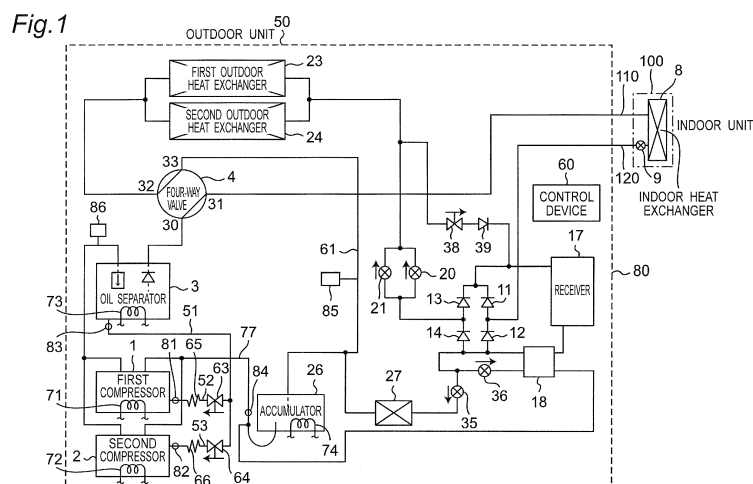 Fig.1
OUTDOOR UNIT
50
FIRST OUTDOOR
HEAT EXCHANGER
23
SECOND OUTDOOR
HEAT EXCHANGER
24
110
100
8
INDOOR UNIT
120
9
INDOOR HEAT
EXCHANGER
33
4
32
FOUR-WAY
VALVE
31
30
60
CONTROL
DEVICE
86
61
38
39
17
RECEIVER
80
OIL SEPARATOR
3
73
83
51
85
21
20
13
11
14
12
77
1
81
65
52
63
FIRST
COMPRESSOR
71
84
26
ACCUMULATOR
74
27
35
36
18
53
SECOND
COMPRESSOR
2
72
82
66
64